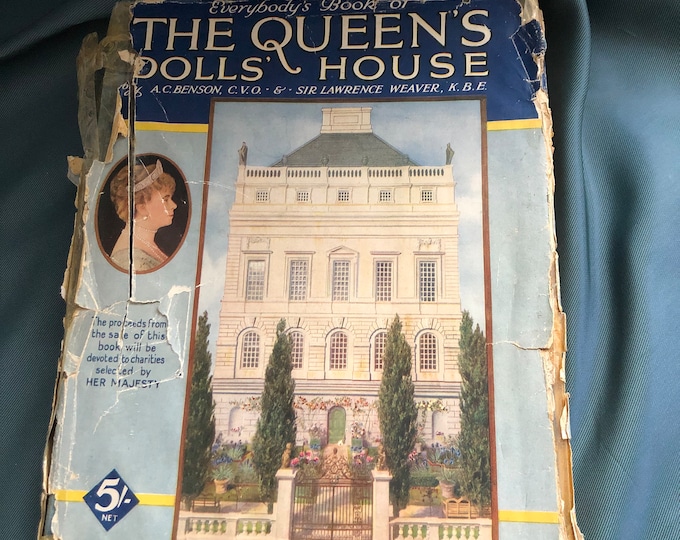 Everybody's Book of
THE QUEEN'S
DOLLS' HOUSE
by A.C. BENSON, C.V.O. & SIR LAWRENCE WEAVER, K.B.E.
The proceeds from
the sale of this
book will be
devoted to charities
selected by
HER MAJESTY
5/-
NET